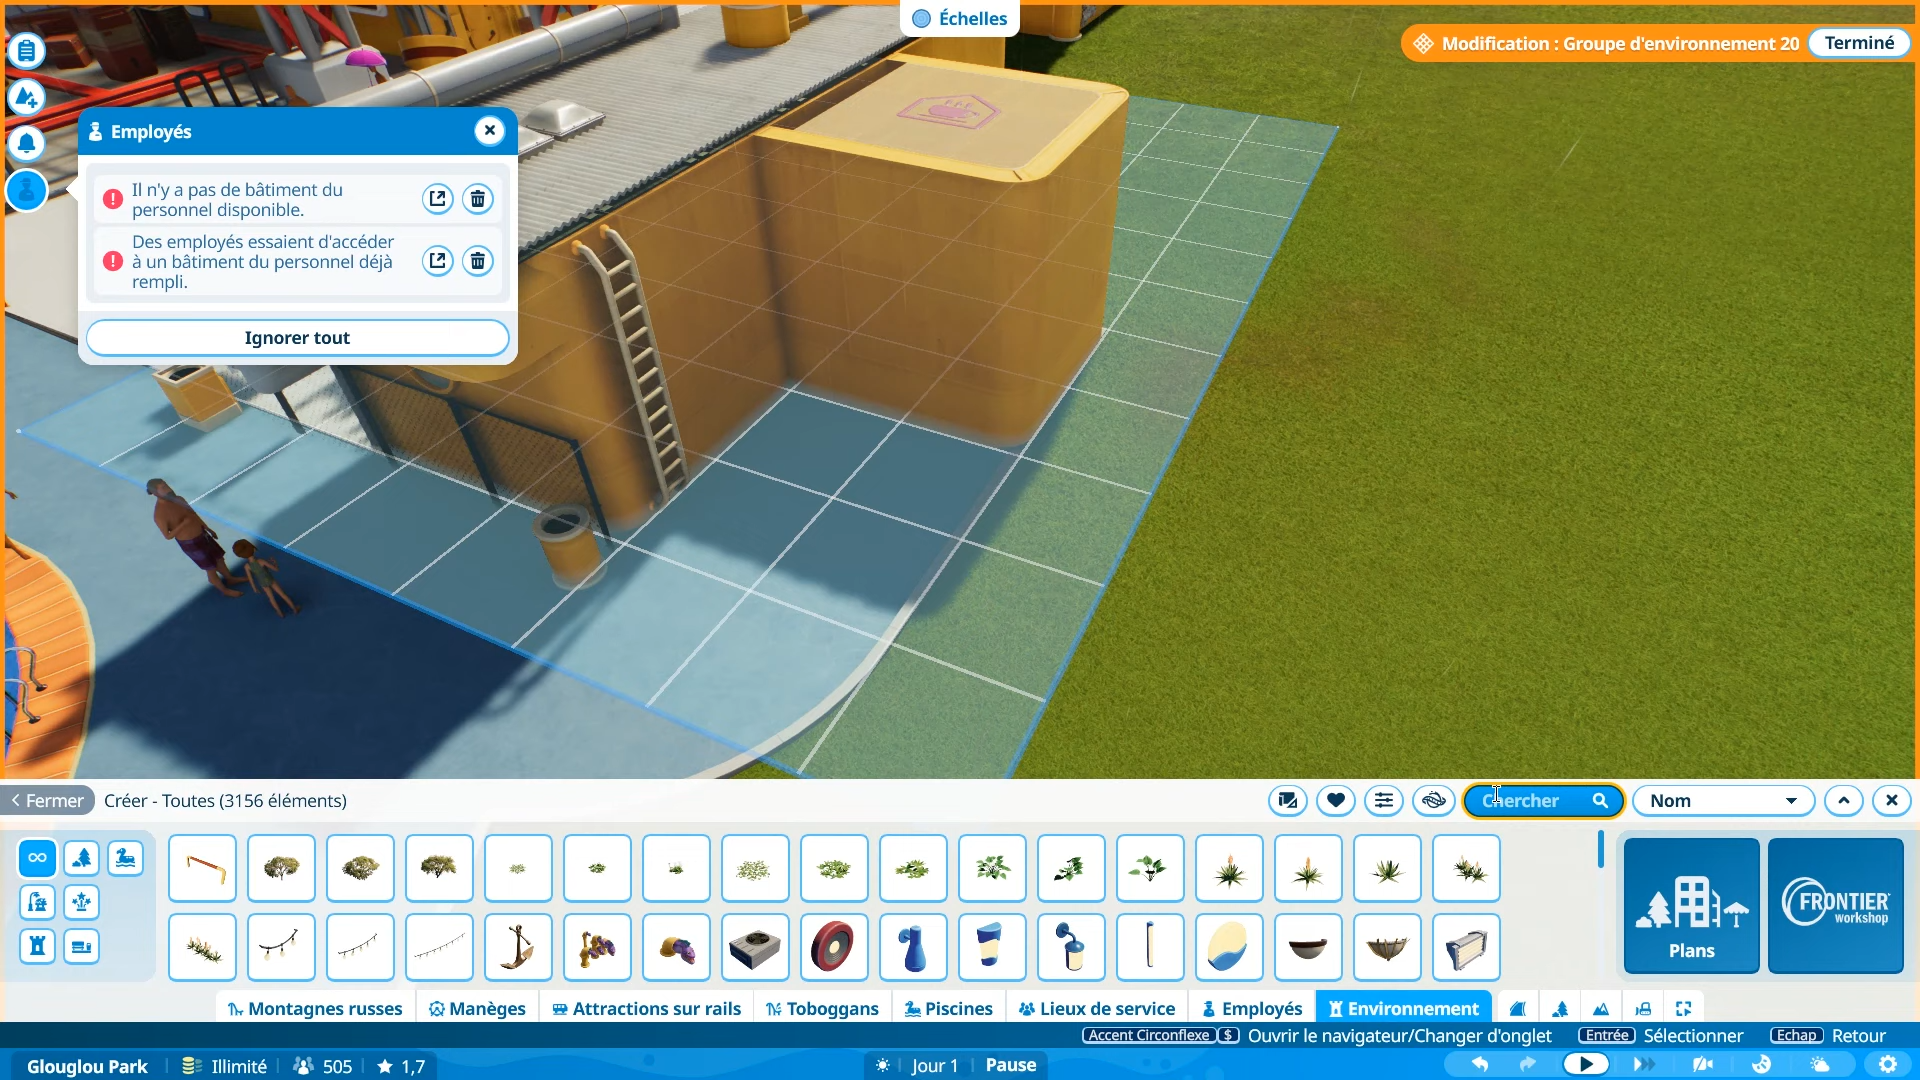 Échelles
Modification : Groupe d'environnement 20
Terminé
Employés
Il n'y a pas de bâtiment du
personnel disponible.
Des employés essaient d'accéder
à un bâtiment du personnel déjà
rempli.
Ignorer tout
Fermer
Créer - Toutes (3156 éléments)
Chercher
Nom
Plans
FRONTIER
workshop
Montagnes russes
Manèges
Attractions sur rails
Toboggans
Piscines
Lieux de service
Employés
Environnement
Accent Circonflexe $ Ouvrir le navigateur/Changer d'onglet
Entrée Sélectionner
Echap Retour
Glouglou Park
Illimité
505
1,7
Jour 1
Pause